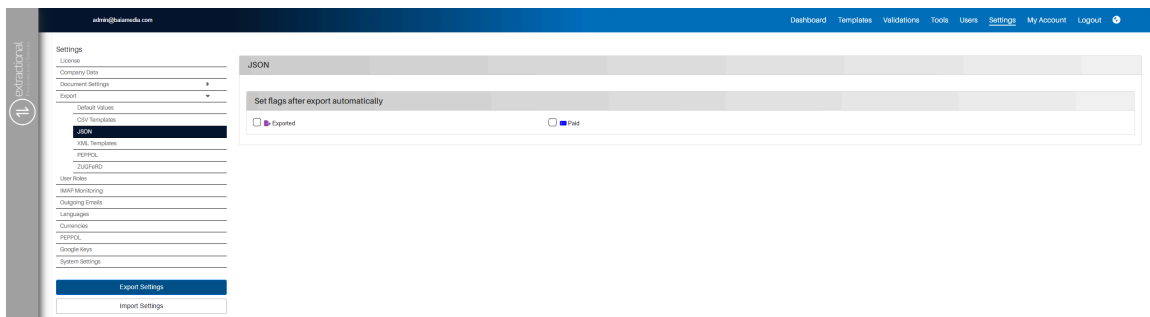 admin@baiamedia.com
Dashboard Templates Validations Tools Users Settings My Account Logout
extractional
Settings
License
Company Data
Document Settings
Export
Default Values
CSV Templates
JSON
XML Templates
PEPPOL
ZUGFeRD
User Roles
IMAP Monitoring
Outgoing Emails
Languages
Currencies
PEPPOL
Google Keys
System Settings
Export Settings
Import Settings
JSON
Set flags after export automatically
Exported
Paid